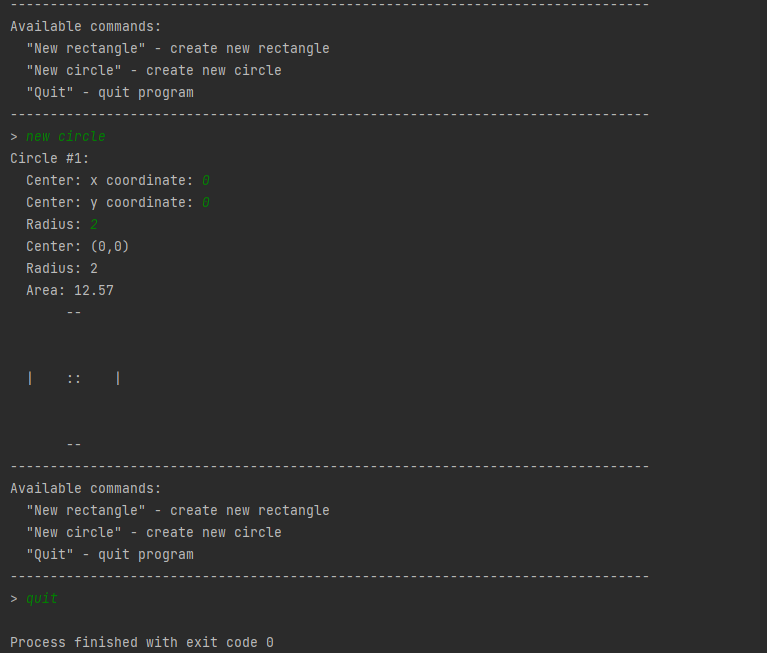 --------------------------------------------------------------------------------
Available commands:
  "New rectangle" - create new rectangle
  "New circle" - create new circle
  "Quit" - quit program
--------------------------------------------------------------------------------
> new circle
Circle #1:
  Center: x coordinate: 0
  Center: y coordinate: 0
  Radius: 2
  Center: (0,0)
  Radius: 2
  Area: 12.57
       --
  |    ::    |
       --
--------------------------------------------------------------------------------
Available commands:
  "New rectangle" - create new rectangle
  "New circle" - create new circle
  "Quit" - quit program
--------------------------------------------------------------------------------
> quit
Process finished with exit code 0